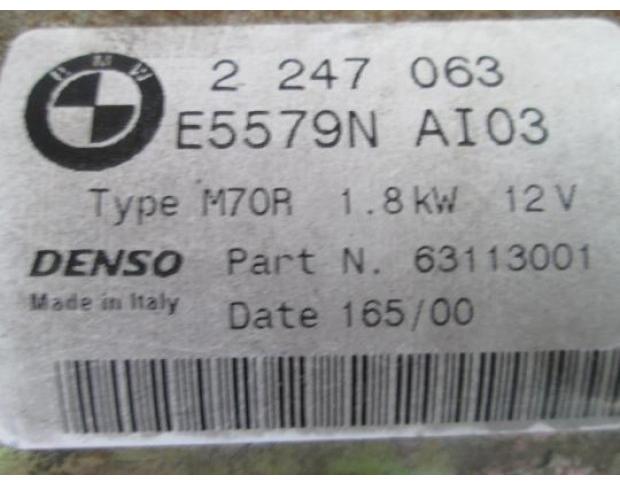 BMW
2 247 063
E5579N AI03
Type M70R 1.8kW 12V
DENSO Part N. 63113001
Made in Italy
Date 165/00